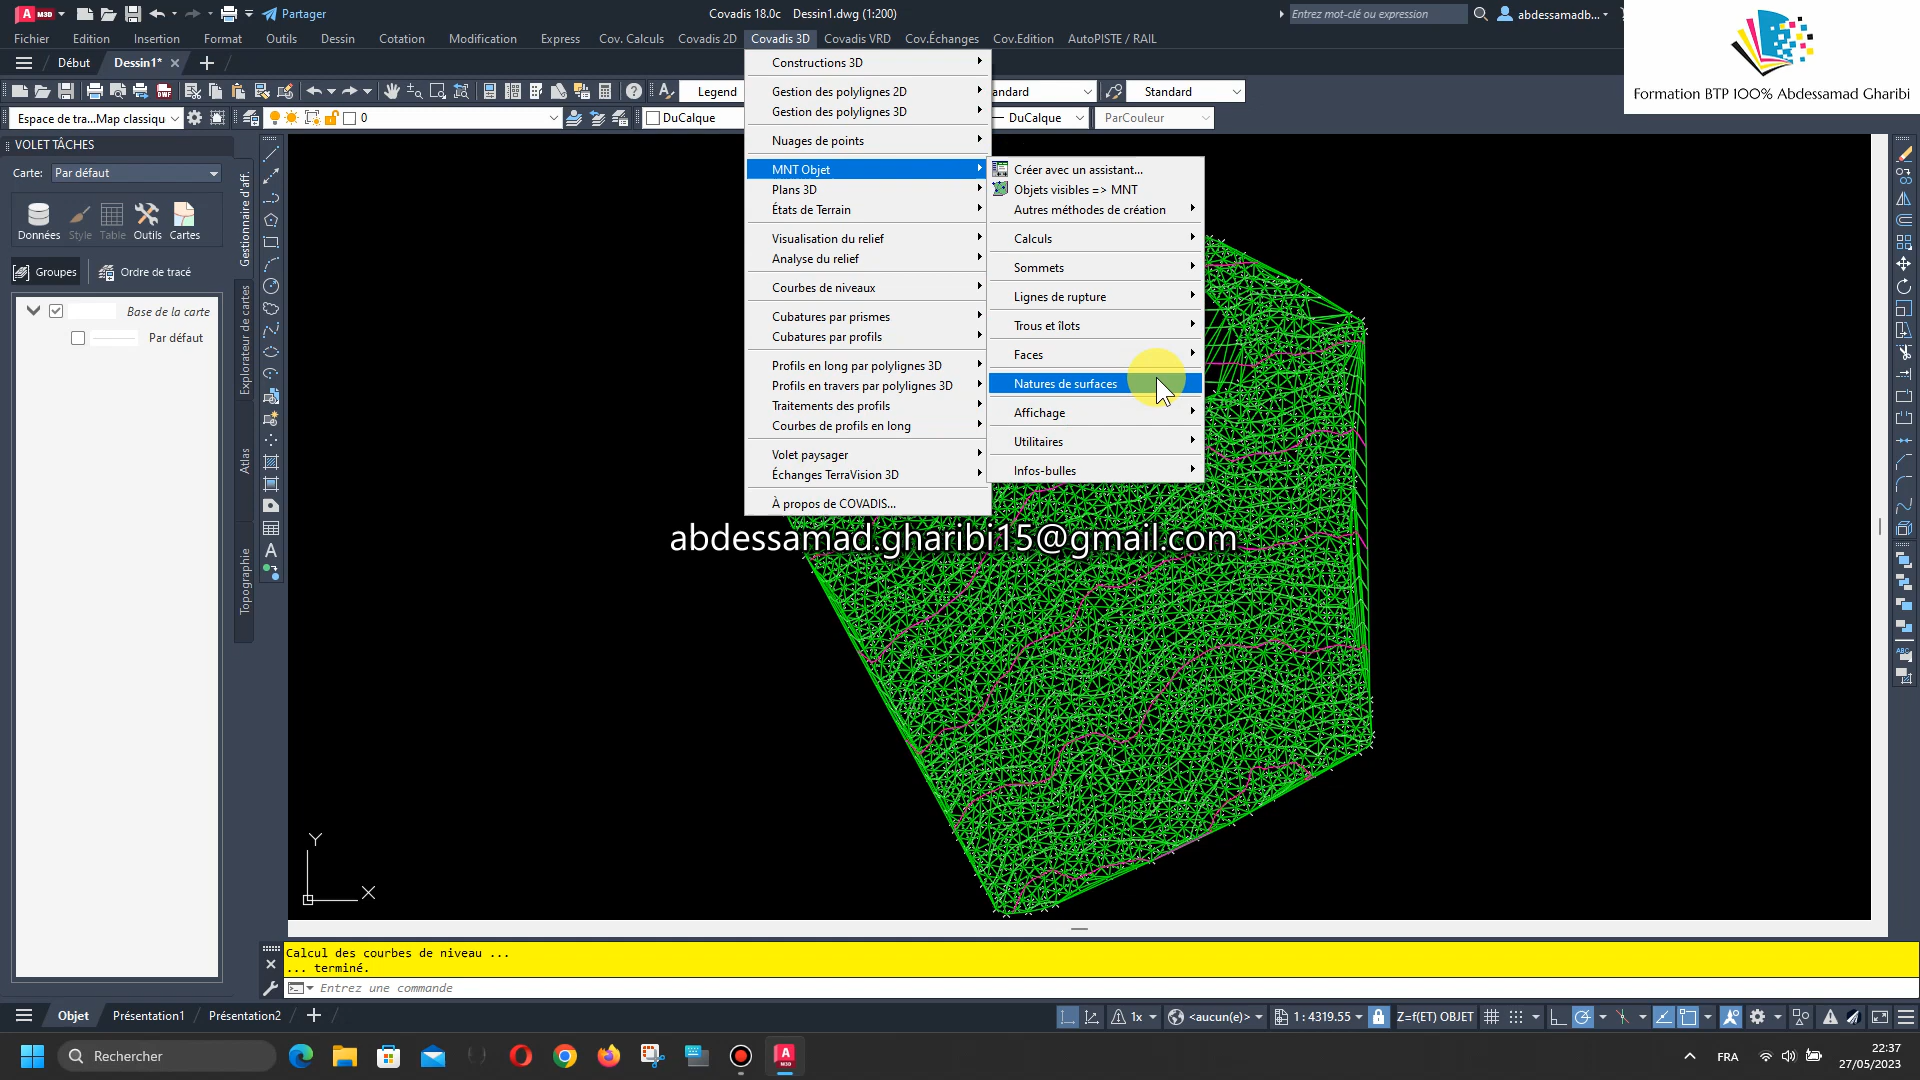 Covadis 18.0c Dessin1.dwg (1:200)
Partager
Entrez mot-clé ou expression
abdessamadb...
Fichier Edition Insertion Format Outils Dessin Cotation Modification Express Cov. Calculs Covadis 2D Covadis 3D Covadis VRD Cov.Échanges Cov.Edition AutoPISTE / RAIL
Formation BTP 100% Abdessamad Gharibi
Début Dessin1*
Legend
andard
Standard
Espace de tra...Map classiqu
0
DuCalque
DuCalque
ParCouleur
VOLET TÂCHES
Carte: Par défaut
Données Style Table Outils Cartes
Groupes Ordre de tracé
Base de la carte
Par défaut
Gestionnaire d'aff.
Explorateur de cartes
Atlas
Topographie
Constructions 3D
Gestion des polylignes 2D
Gestion des polylignes 3D
Nuages de points
MNT Objet
Plans 3D
États de Terrain
Visualisation du relief
Analyse du relief
Courbes de niveaux
Cubatures par prismes
Cubatures par profils
Profils en long par polylignes 3D
Profils en travers par polylignes 3D
Traitements des profils
Courbes de profils en long
Volet paysager
Échanges TerraVision 3D
À propos de COVADIS...
Créer avec un assistant...
Objets visibles => MNT
Autres méthodes de création
Calculs
Sommets
Lignes de rupture
Trous et îlots
Faces
Natures de surfaces
Affichage
Utilitaires
Infos-bulles
abdessamad.gharibi15@gmail.com
Y
X
Calcul des courbes de niveau ...
... terminé.
Entrez une commande
Objet Présentation1 Présentation2
1x <aucun(e)> 1 : 4319.55 Z=f(ET) OBJET
Rechercher
FRA
22:37
27/05/2023